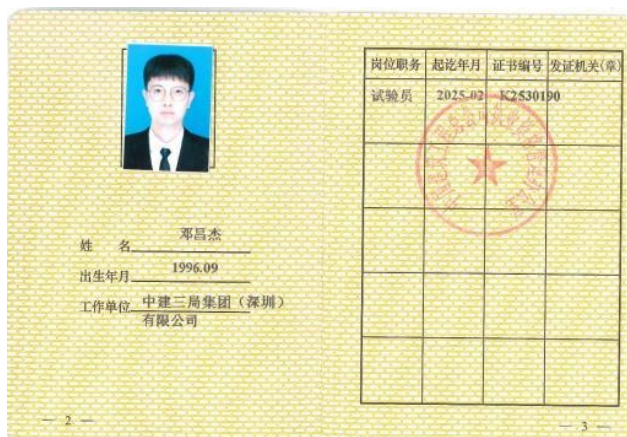 姓 名 邓昌杰
出生年月 1996.09
工作单位 中建三局集团（深圳）
有限公司
— 2 —
岗位职务 起讫年月 证书编号 发证机关(章)
试验员 2025-02 K2530190
— 3 —